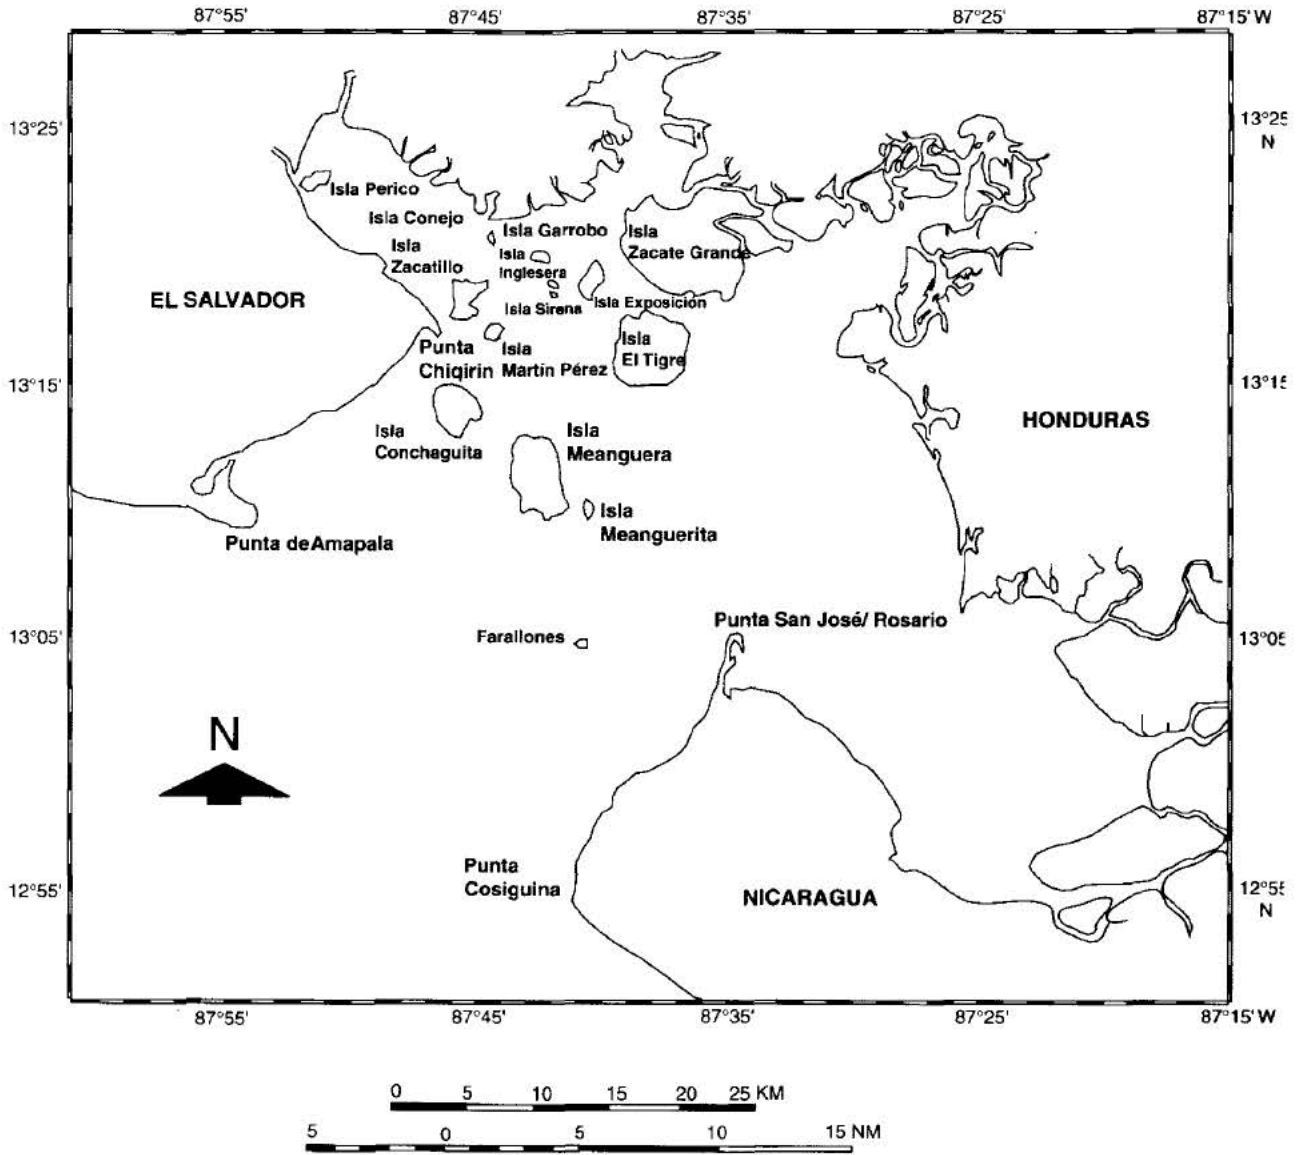 87°55' 87°45' 87°35' 87°25' 87°15' W
13°25' 13°25
N
Isla Perico
Isla Conejo
Isla Garrobo
Isla
Zacate Grande
Isla
Zacatillo
Isla
Inglesera
EL SALVADOR
Isla Sirena
Isla Exposición
Punta
Chiqirin
Isla
Martín Pérez
Isla
El Tigre
13°15' 13°15
HONDURAS
Isla
Conchaguita
Isla
Meanguera
Isla
Meanguerita
Punta deAmapala
Punta San José/ Rosario
13°05' 13°05
Farallones
N
Punta
Cosiguina
12°55' 12°55
N
NICARAGUA
87°55' 87°45' 87°35' 87°25' 87°15' W
0 5 10 15 20 25 KM
5 0 5 10 15 NM